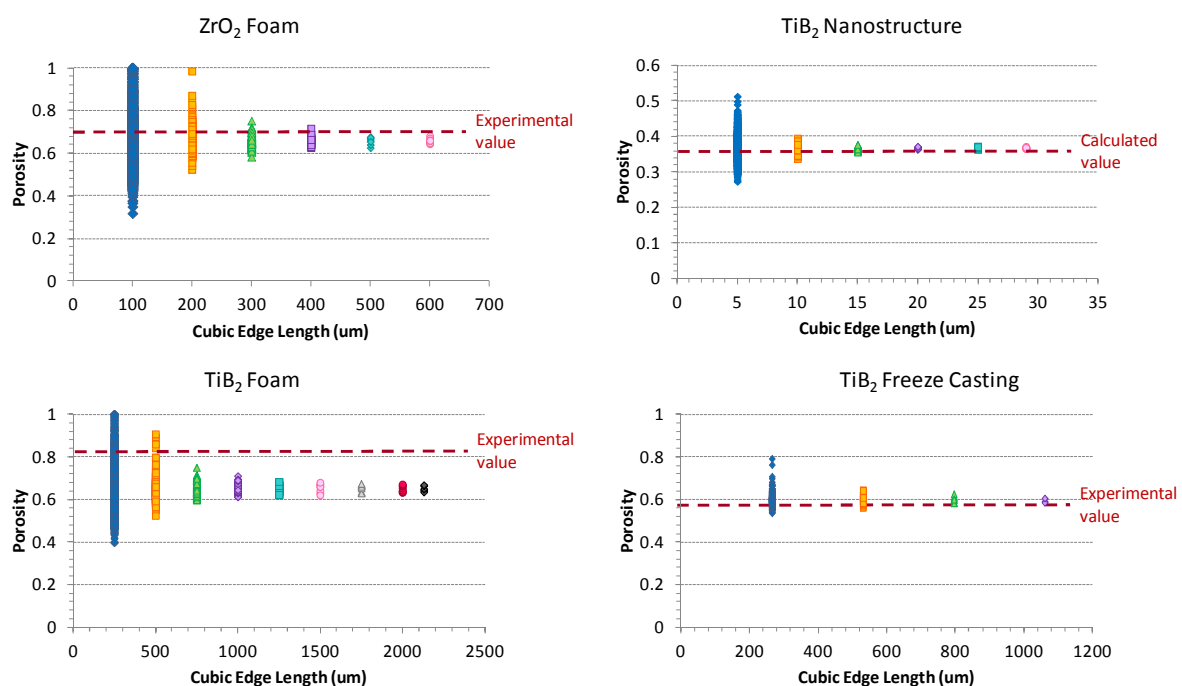 ZrO2 Foam
1
0.8
0.6
0.4
0.2
0
Porosity
Experimental
value
0 100 200 300 400 500 600 700
Cubic Edge Length (um)
TiB2 Nanostructure
0.6
0.5
0.4
0.3
0.2
0.1
0
Porosity
Calculated
value
0 5 10 15 20 25 30 35
Cubic Edge Length (um)
TiB2 Foam
1
0.8
0.6
0.4
0.2
0
Porosity
Experimental
value
0 500 1000 1500 2000 2500
Cubic Edge Length (um)
TiB2 Freeze Casting
1
0.8
0.6
0.4
0.2
0
Porosity
Experimental
value
0 200 400 600 800 1000 1200
Cubic Edge Length (um)